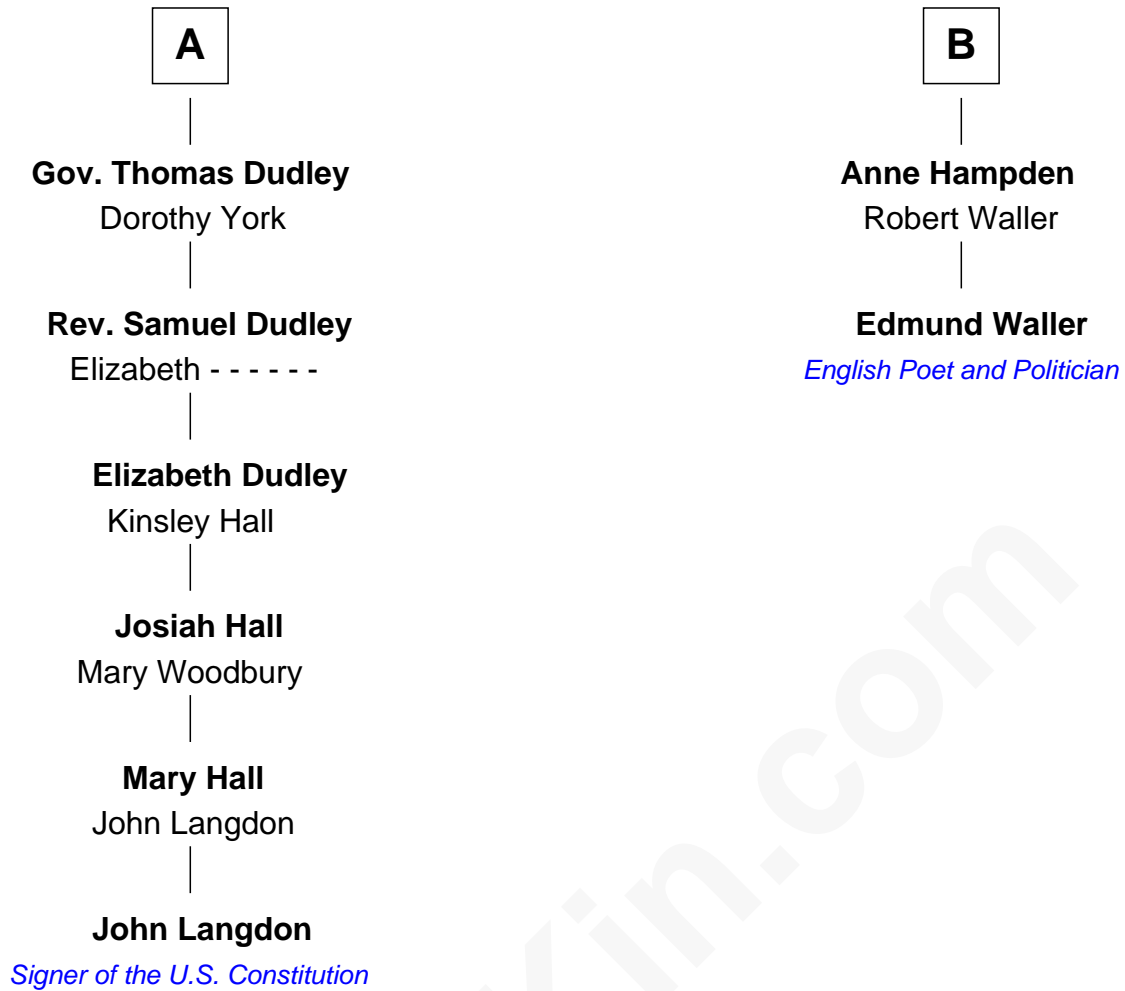 A
Gov. Thomas Dudley
Dorothy York
Rev. Samuel Dudley
Elizabeth - - - - - -
Elizabeth Dudley
Kinsley Hall
Josiah Hall
Mary Woodbury
Mary Hall
John Langdon
John Langdon
Signer of the U.S. Constitution
B
Anne Hampden
Robert Waller
Edmund Waller
English Poet and Politician